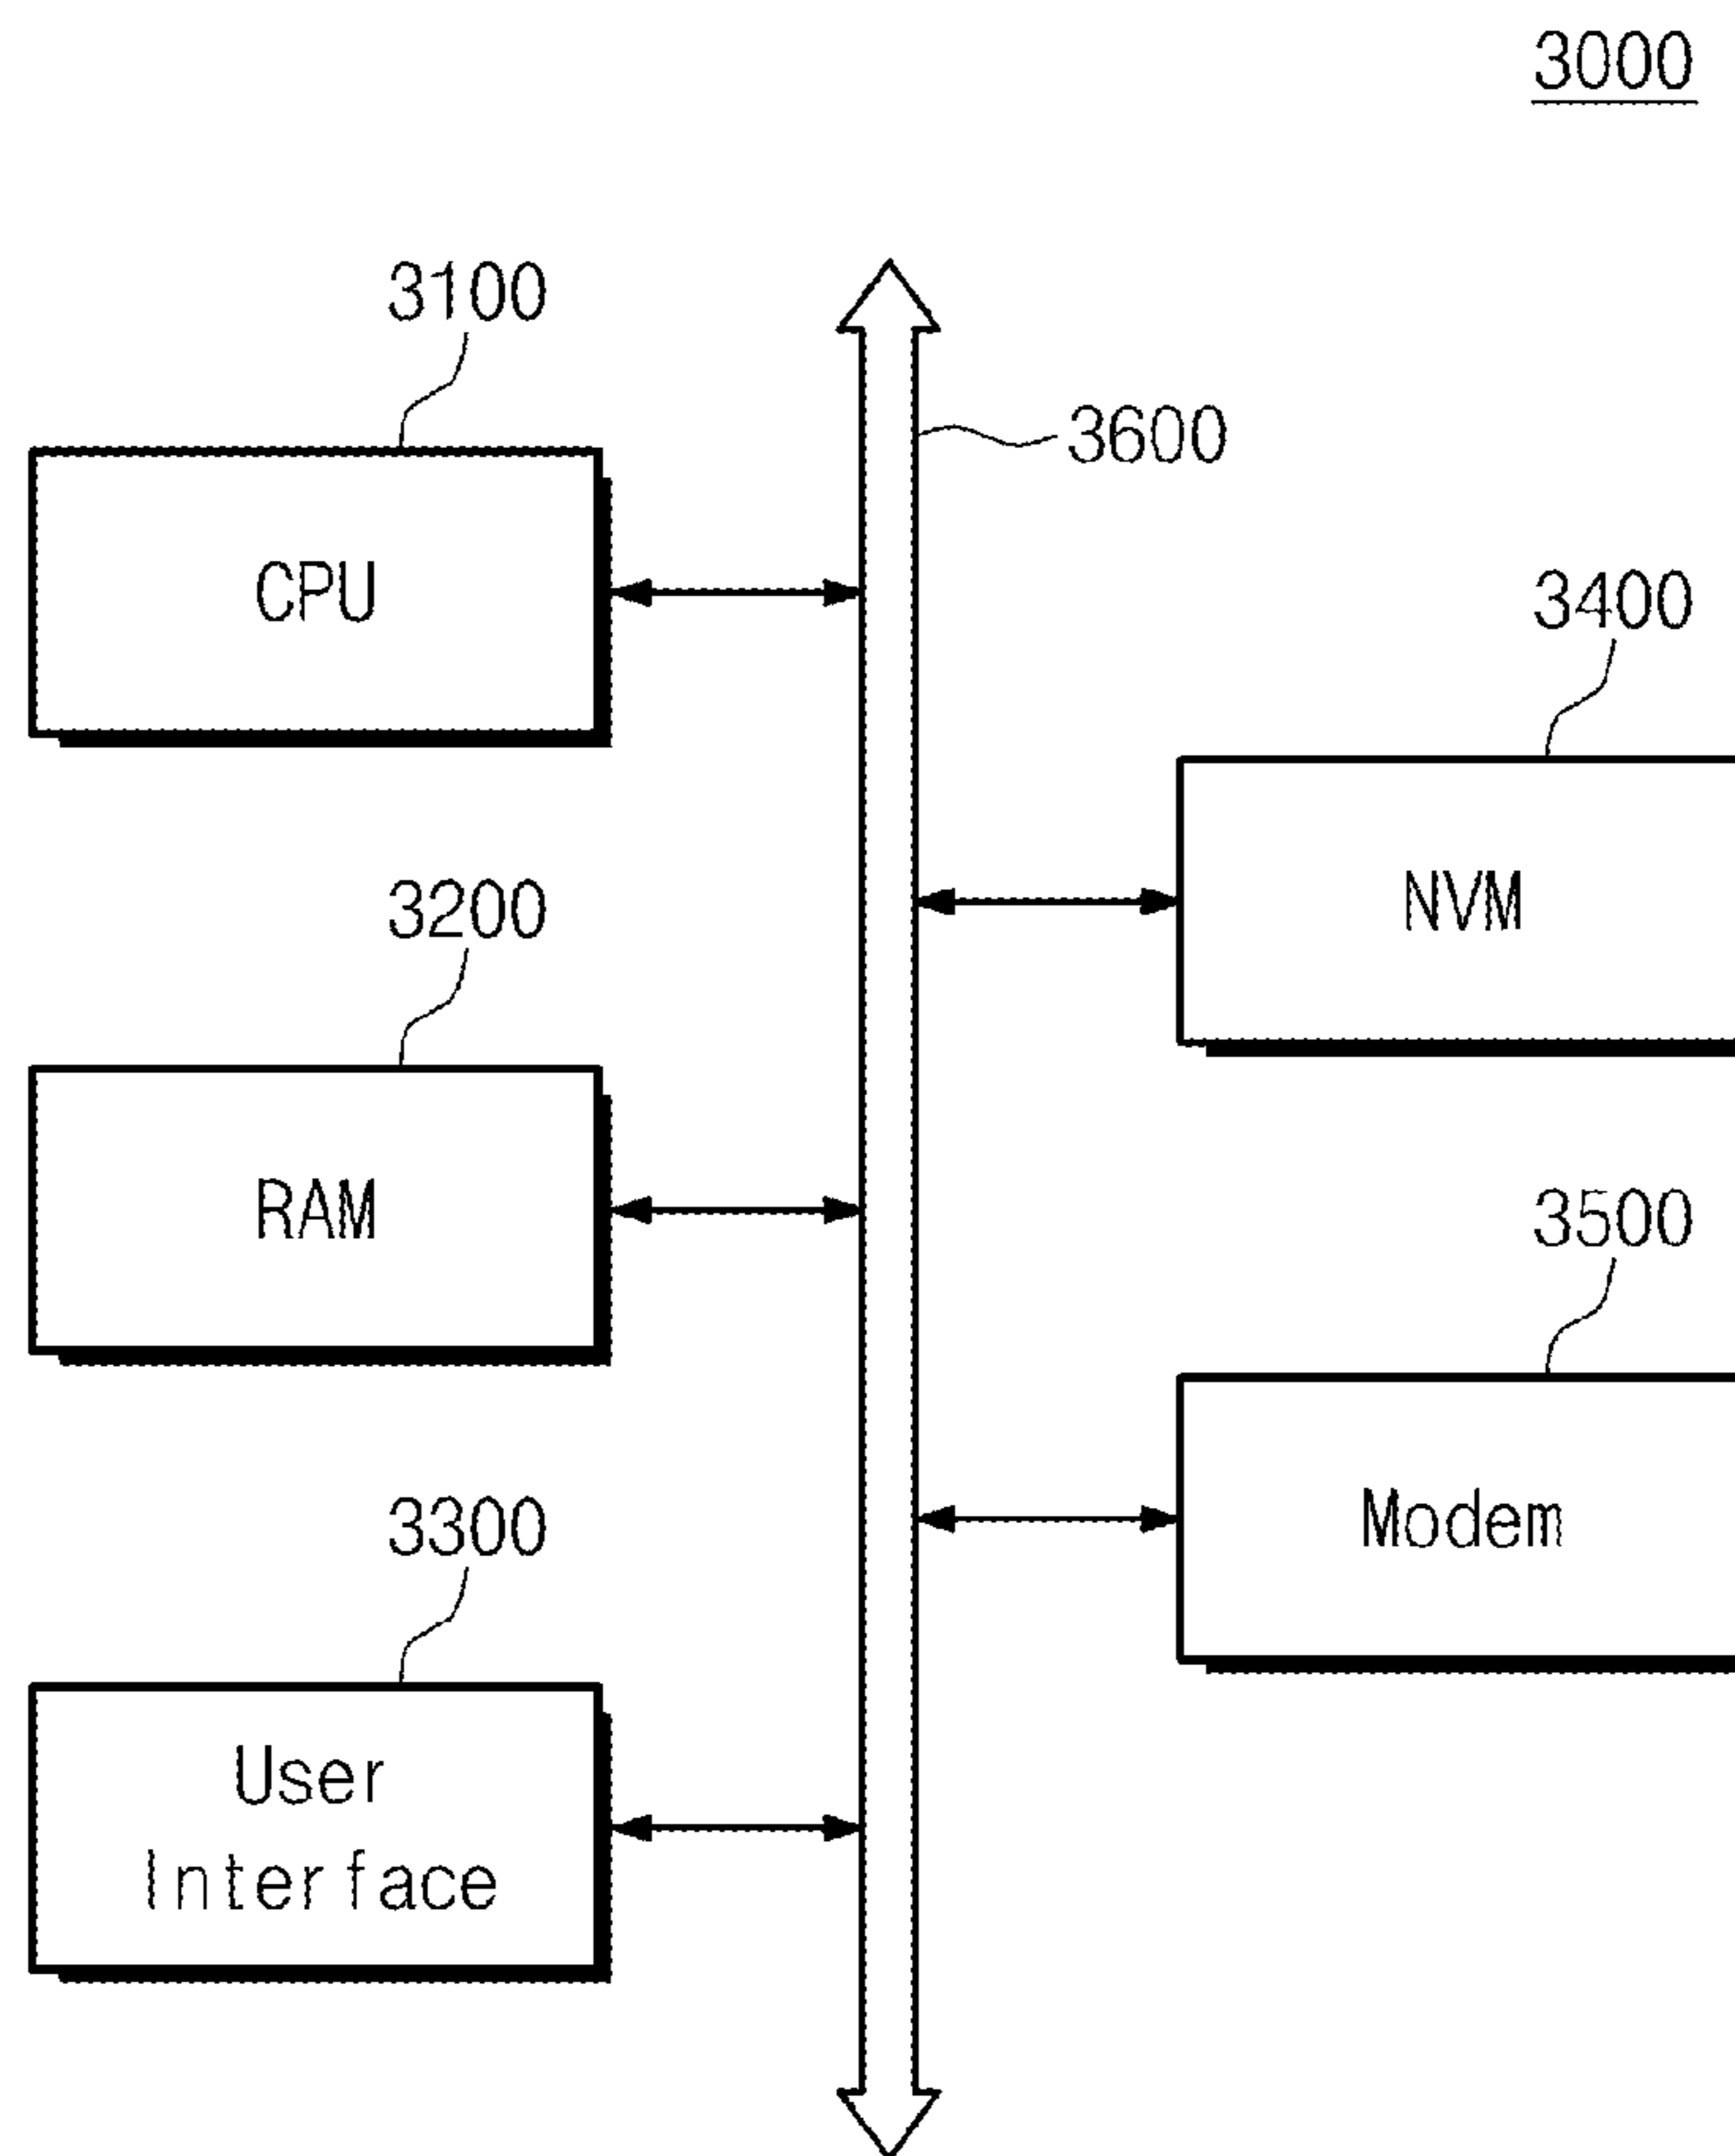 3000
3100
3600
CPU
3400
3200
NVM
RAM
3500
3300
Modem
User
Interface